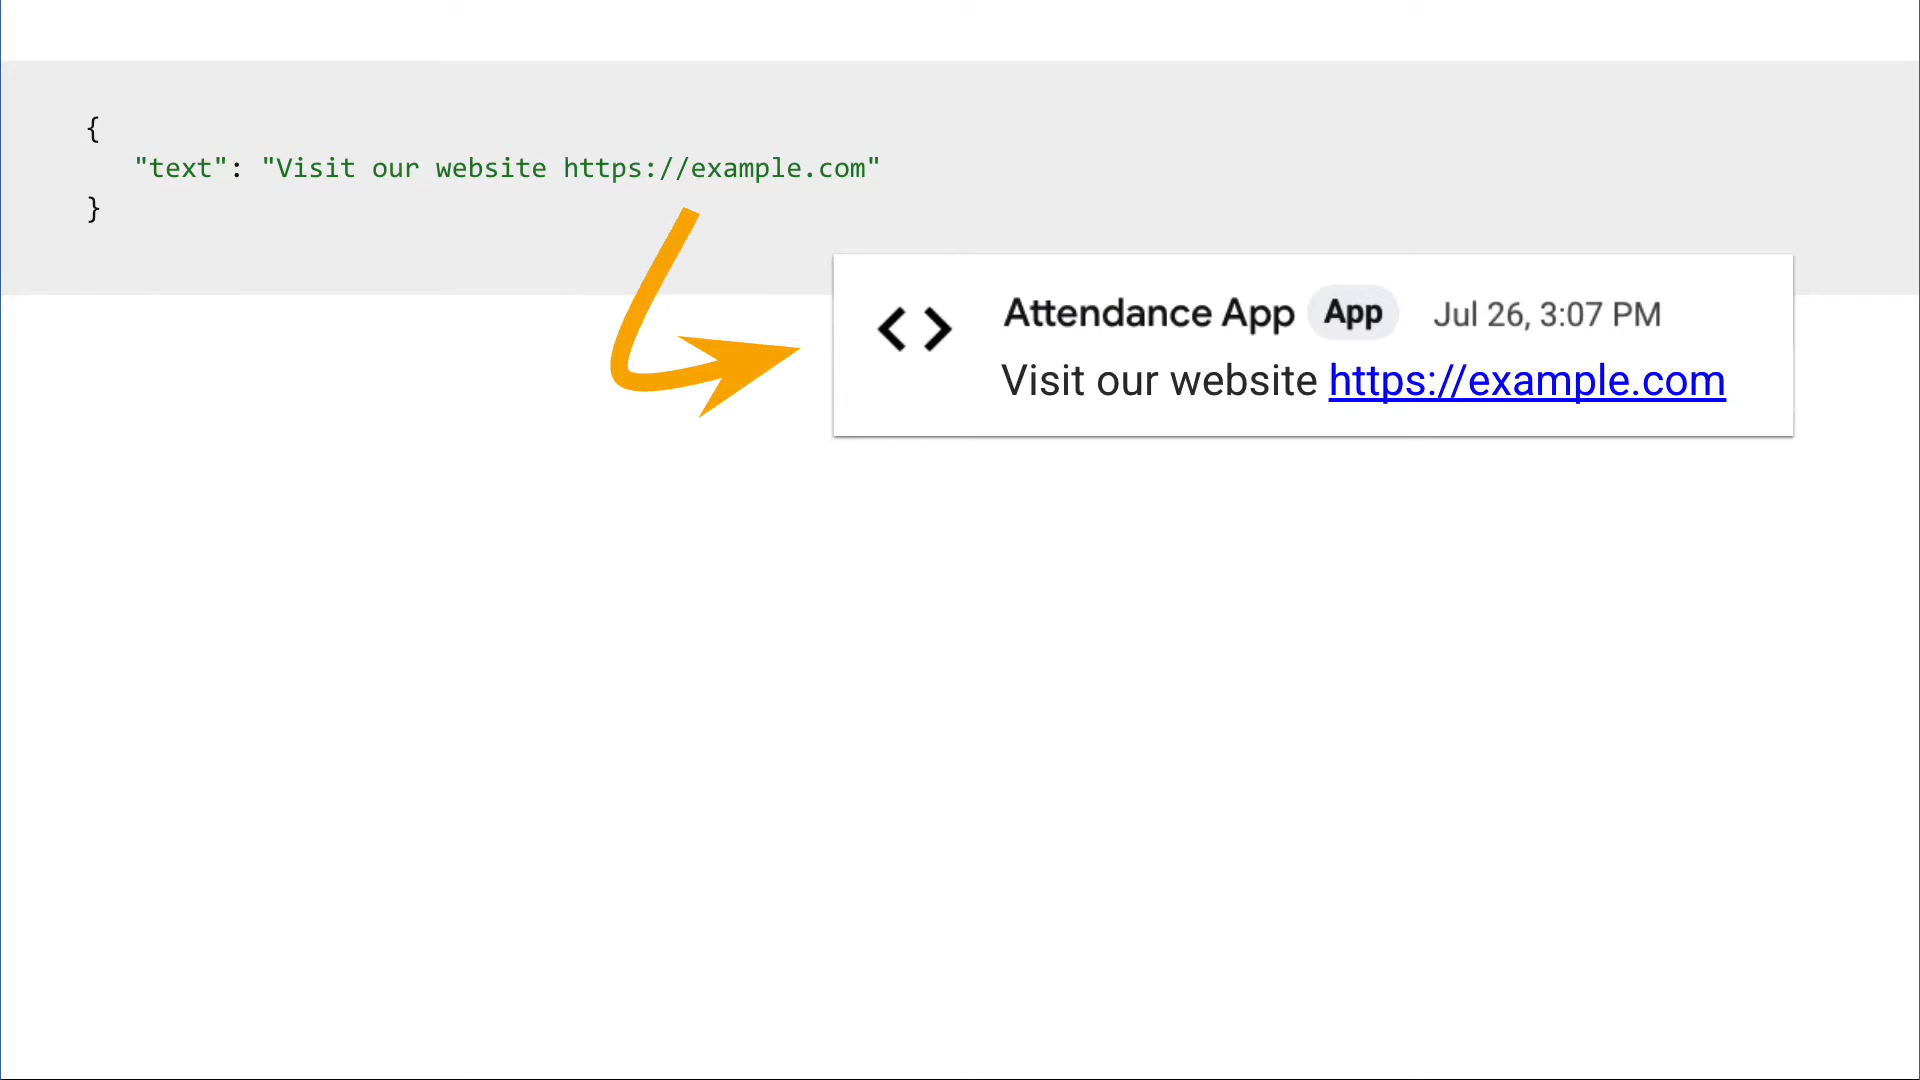 {
"text": "Visit our website https://example.com"
}
Attendance App App Jul 26, 3:07 PM
Visit our website https://example.com